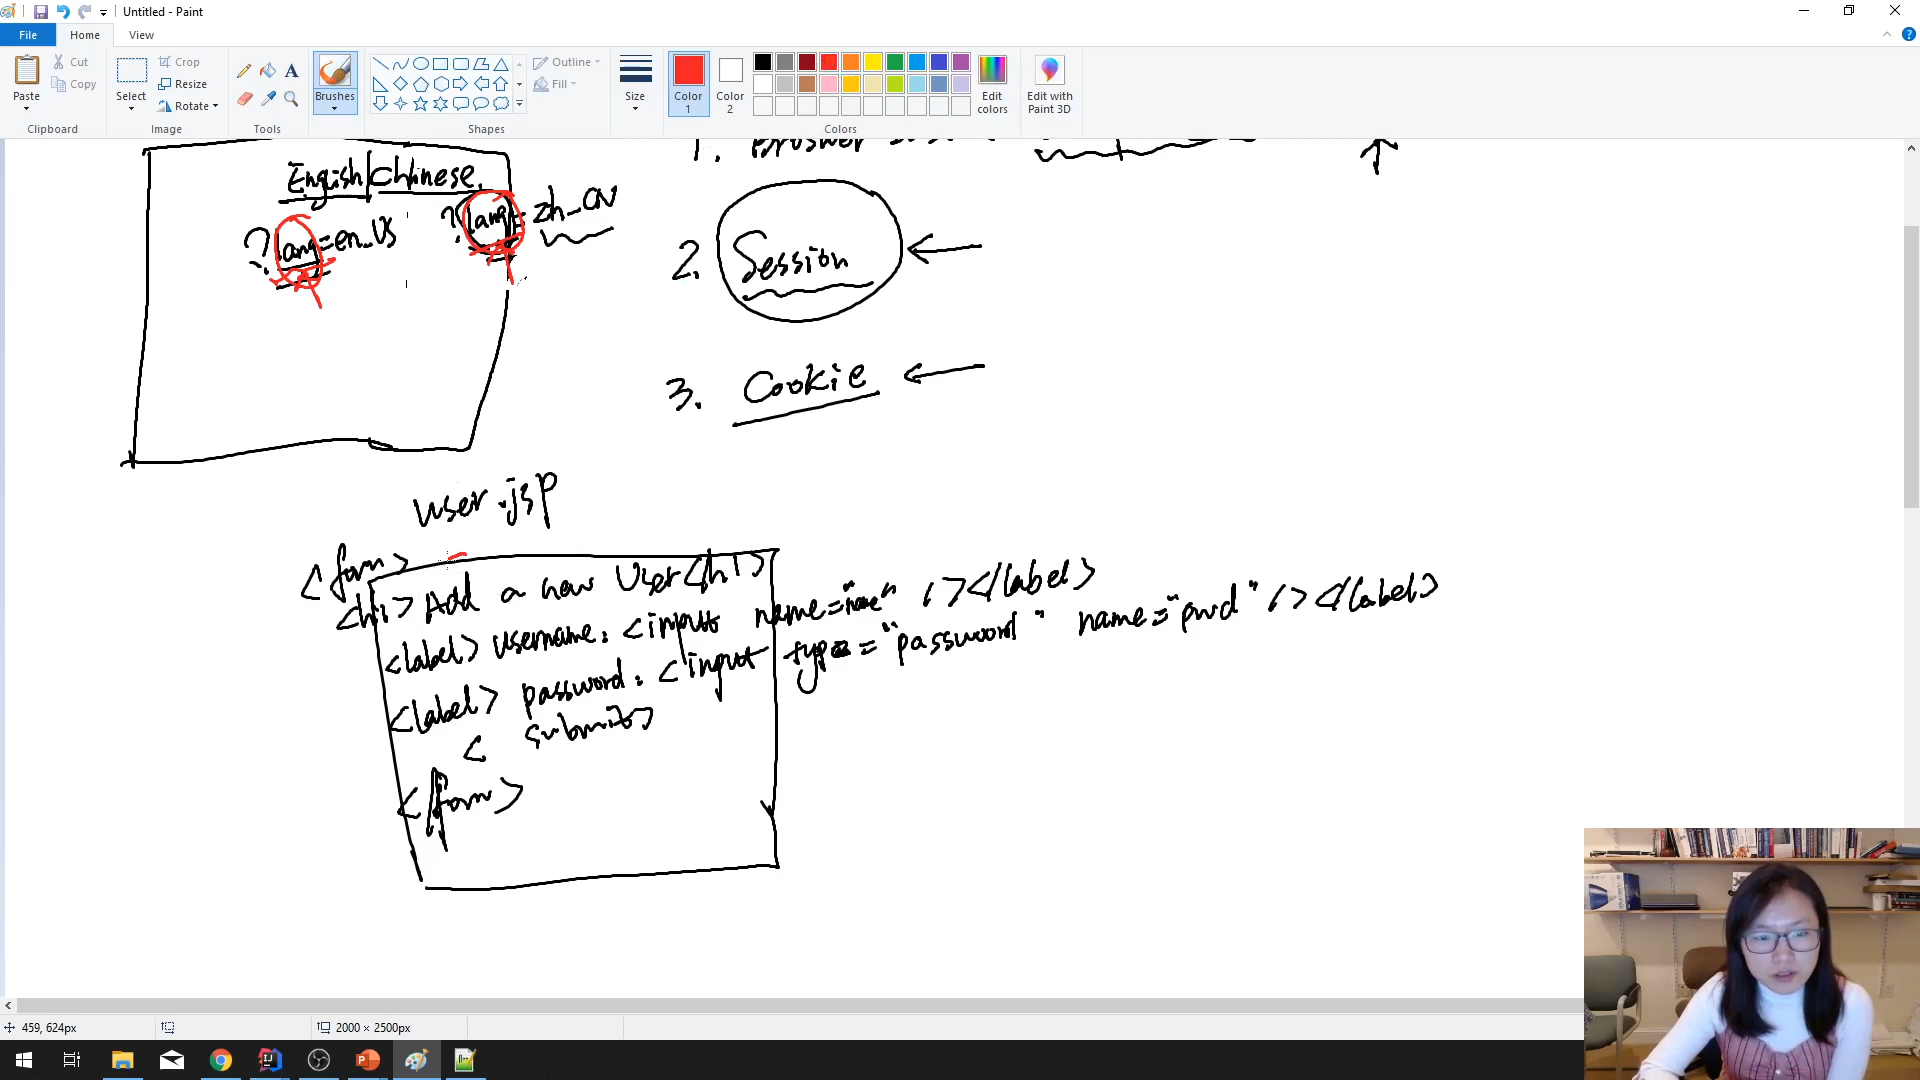 Untitled - Paint
File Home View
Paste
Cut
Copy
Clipboard
Select
Crop
Resize
Rotate
Image
Tools
Brushes
Shapes
Outline
Fill
Size
Color 1
Color 2
Edit colors
Colors
Edit with Paint 3D
English Chinese
?lang=en_US
?lang=zh_CN
1.
2. Session
3. Cookie
user.jsp
<form>
<h1> Add a new User <h1>
<label> username: <input name="name" /></label>
<label> password: <input type="password" name="pwd" /></label>
< submit>
</form>
459, 624px
2000 × 2500px